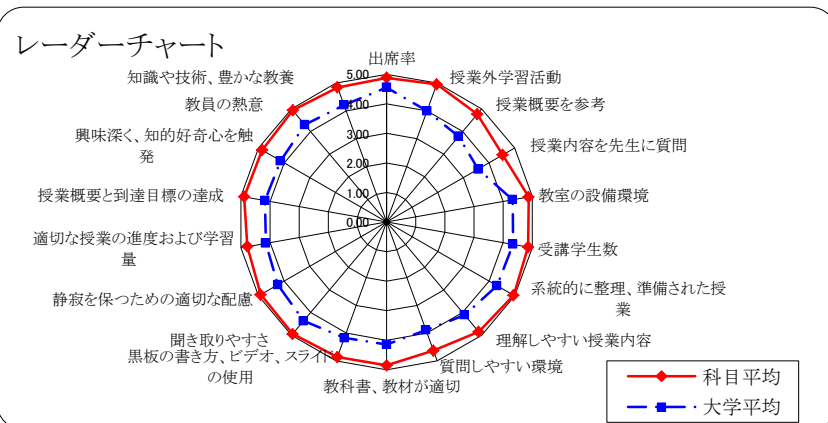 レーダーチャート
出席率
授業外学習活動
授業概要を参考
授業内容を先生に質問
教室の設備環境
受講学生数
系統的に整理、準備された授
業
理解しやすい授業内容
質問しやすい環境
教科書、教材が適切
黒板の書き方、ビデオ、スライド
の使用
聞き取りやすさ
静寂を保つための適切な配慮
適切な授業の進度および学習
量
授業概要と到達目標の達成
興味深く、知的好奇心を触
発
教員の熱意
知識や技術、豊かな教養
5.00
4.00
3.00
2.00
1.00
0.00
科目平均
大学平均